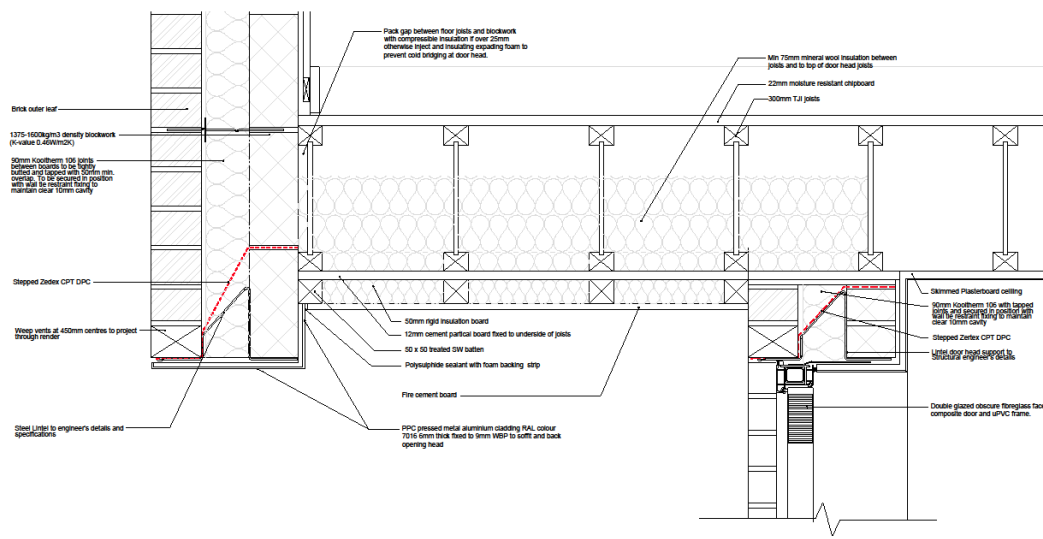 Pack gap between floor joists and blockwork
with compressible insulation if over 25mm
otherwise inject and insulating expading foam to
prevent cold bridging at door head.
Min 75mm mineral wool insulation between
joists and to top of door head joists
22mm moisture resistant chipboard
300mm TJI joists
Brick outer leaf
1375-1600kg/m3 density blockwork
(K-value 0.46W/m2K)
90mm Kooltherm 106 joints
between boards to be tightly
butted and tapped with 50mm min.
overlap. To be secured in position
with wall tie restraint fixing to
maintain clear 10mm cavity
Stepped Zedex CPT DPC
Weep vents at 450mm centres to project
through render
Steel Lintel to engineer's details and
specifications
50mm rigid insulation board
12mm cement partical board fixed to underside of joists
50 x 50 treated SW batten
Polysulphide sealant with foam backing strip
Fire cement board
PPC pressed metal aluminium cladding RAL colour
7016 6mm thick fixed to 9mm WBP to soffit and back
opening head
Skimmed Plasterboard ceiling
90mm Kooltherm 106 with tapped
joints and secured in position with
wall tie restraint fixing to maintain
clear 10mm cavity
Stepped Zertex CPT DPC
Lintel door head support to
Structural engineer's details
Double glazed obscure fibreglass face
composite door and uPVC frame.